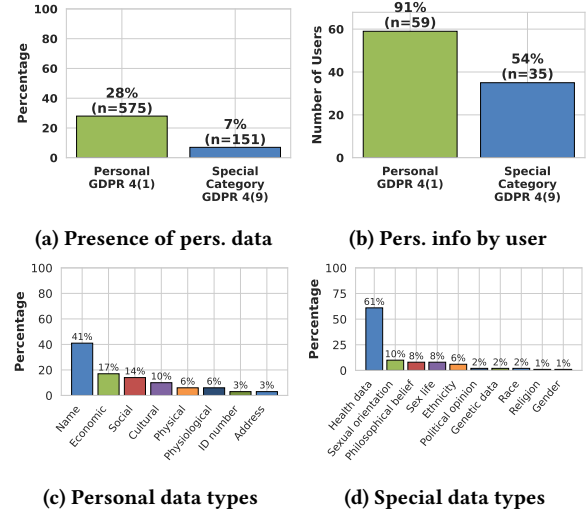 100
80
60
40
20
0
Percentage
28%
(n=575)
7%
(n=151)
Personal
GDPR 4(1)
Special
Category
GDPR 4(9)
(a) Presence of pers. data
60
40
20
0
Number of Users
91%
(n=59)
54%
(n=35)
Personal
GDPR 4(1)
Special
Category
GDPR 4(9)
(b) Pers. info by user
100
80
60
40
20
0
Percentage
41%
17%
14%
10%
6%
6%
3%
3%
Name
Economic
Social
Cultural
Physical
Physiological
ID number
Address
(c) Personal data types
100
75
50
25
0
Percentage
61%
10%
8%
8%
6%
2%
2%
2%
1%
1%
Health data
Sexual orientation
Philosophical belief
Sex life
Ethnicity
Political opinion
Genetic data
Race
Religion
Gender
(d) Special data types